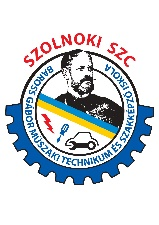 SZOLNOKI SZC
BAROSS GÁBOR MŰSZAKI TECHNIKUM ÉS SZAKKÉPZŐ ISKOLA